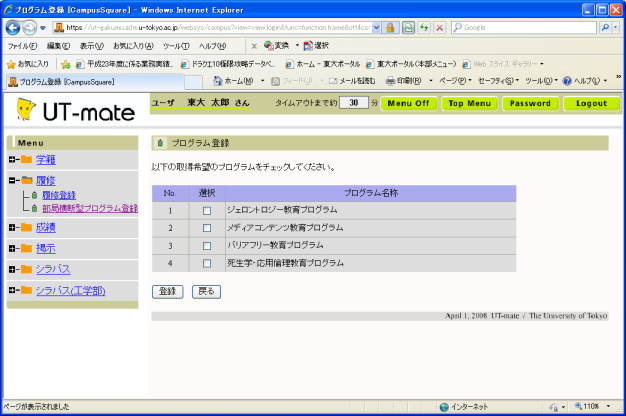 プログラム登録 [CampusSquare] - Windows Internet Explorer
https://ut-gakumu.adm.u-tokyo.ac.jp/websys/campus?view=view.login&func=function.frame
Google
ファイル(F) 編集(E) 表示(V) お気に入り(A) ツール(T) ヘルプ(H) × 変換 選択
お気に入り 平成23年度に係る業務実績.. ドラゴン10極限攻略データベ.. ホーム - 東大ポータル 東大ポータル(本部メニュー) Web スライス ギャラリー
プログラム登録 [CampusSquare] ホーム(M) フィード(J) メールを読む 印刷(R) ページ(P) セーフティ(S) ツール(O) ヘルプ(L)
UT-mate
ユーザ 東大 太郎 さん タイムアウトまで約 30 分 Menu Off Top Menu Password Logout
Menu
学籍
履修
履修登録
部局横断型プログラム登録
成績
掲示
シラバス
シラバス(工学部)
プログラム登録
以下の取得希望のプログラムをチェックしてください。
No. 選択 プログラム名称
1 ジェロントロジー教育プログラム
2 メディアコンテンツ教育プログラム
3 バリアフリー教育プログラム
4 死生学・応用倫理教育プログラム
登録 戻る
April 1, 2008 UT-mate / The University of Tokyo
ページが表示されました インターネット 110%